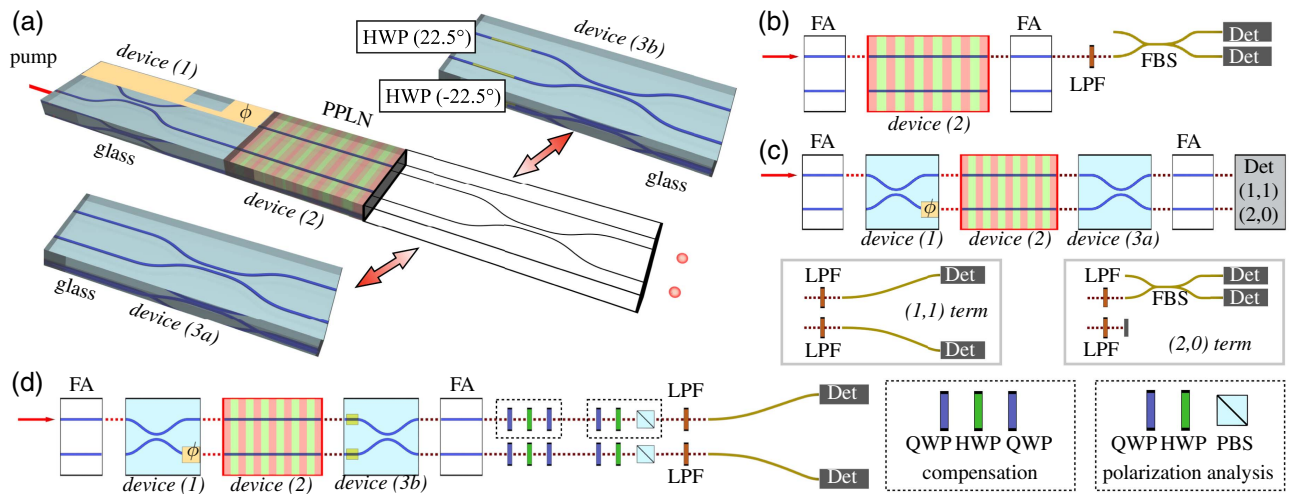 (a)
pump
device (1)
ϕ
glass
PPLN
device (2)
HWP (22.5°)
HWP (-22.5°)
device (3b)
glass
glass
device (3a)
(b)
FA
FA
device (2)
LPF
FBS
Det
Det
(c)
FA
FA
ϕ
device (1)
device (2)
device (3a)
Det
(1,1)
(2,0)
LPF
LPF
Det
Det
(1,1) term
LPF
LPF
FBS
Det
Det
(2,0) term
(d)
FA
FA
ϕ
device (1)
device (2)
device (3b)
LPF
LPF
Det
Det
QWP HWP QWP
compensation
QWP HWP PBS
polarization analysis